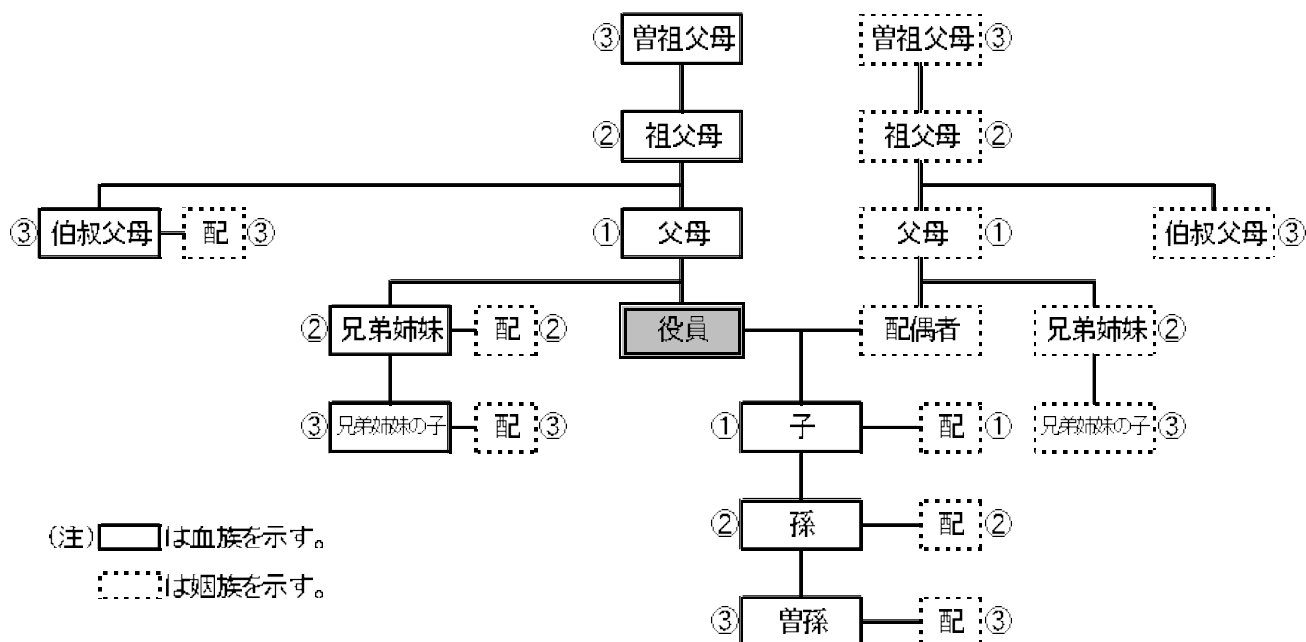 ③ 曽祖父母 曽祖父母 ③
② 祖父母 祖父母 ②
③ 伯叔父母 配 ③ ① 父母 父母 ① 伯叔父母 ③
② 兄弟姉妹 配 ② 役員 配偶者 兄弟姉妹 ②
③ 兄弟姉妹の子 配 ③ ① 子 配 ① 兄弟姉妹の子 ③
② 孫 配 ②
(注) は血族を示す。
は姻族を示す。
③ 曽孫 配 ③